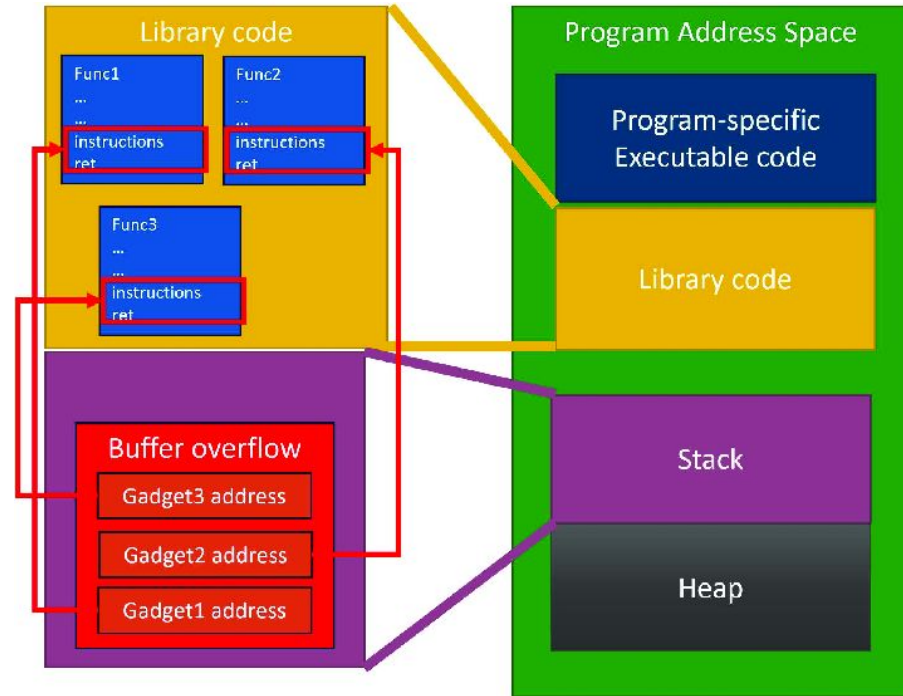 Library code
Func1
...
...
instructions
ret
Func2
...
...
instructions
ret
Func3
...
...
instructions
ret
Buffer overflow
Gadget3 address
Gadget2 address
Gadget1 address
Program Address Space
Program-specific
Executable code
Library code
Stack
Heap